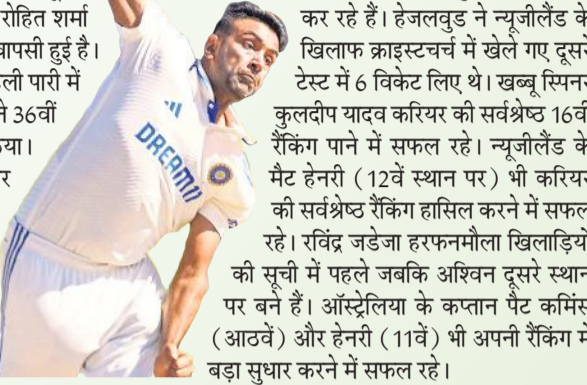 रोहित शर्मा
वापसी हुई है।
पारी में
ने 36वीं
कर रहे हैं। हेजलवुड ने न्यूजीलैंड के
खिलाफ क्राइस्टचर्च में खेले गए दूसरे
टेस्ट में 6 विकेट लिए थे। खब्बू स्पिनर
कुलदीप यादव करियर की सर्वश्रेष्ठ 16वीं
रैंकिंग पाने में सफल रहे। न्यूजीलैंड के
मैट हेनरी (12वें स्थान पर) भी करियर
की सर्वश्रेष्ठ रैंकिंग हासिल करने में सफल
रहे। रविंद्र जडेजा हरफनमौला खिलाड़ियों
की सूची में पहले जबकि अश्विन दूसरे स्थान
पर बने हैं। ऑस्ट्रेलिया के कप्तान पैट कमिंस
(आठवें) और हेनरी (11वें) भी अपनी रैंकिंग में
बड़ा सुधार करने में सफल रहे।
DREAM11